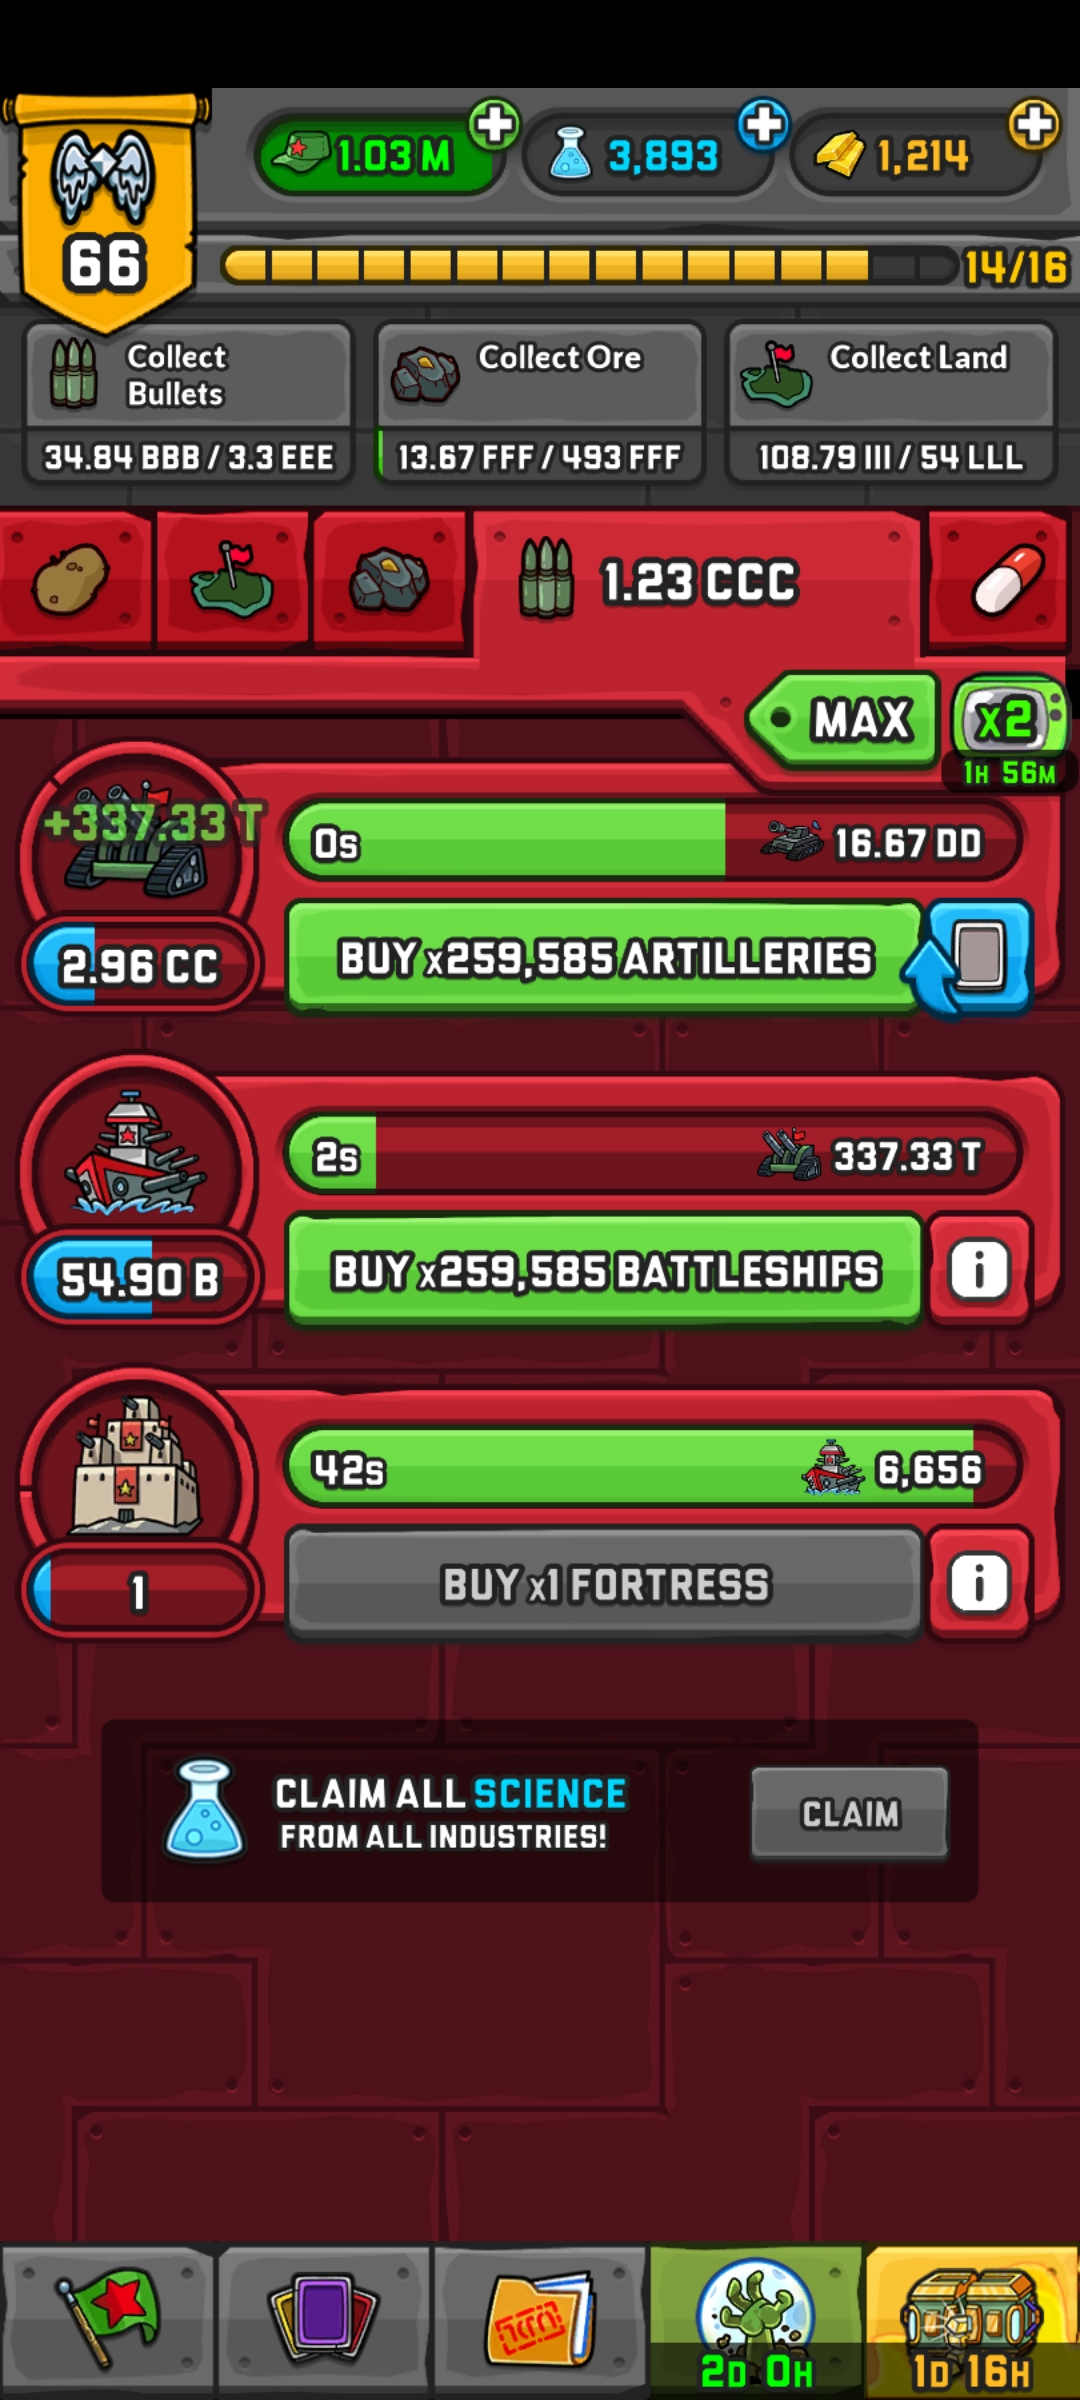 1.03 M
3,893
1,214
66
14/16
Collect
Bullets
34.84 BBB / 3.3 EEE
Collect Ore
13.67 FFF / 493 FFF
Collect Land
108.79 III / 54 LLL
1.23 CCC
MAX
x2
1H 56M
+337.33 T
0s
16.67 DD
2.96 CC
BUY x259,585 ARTILLERIES
2s
337.33 T
54.90 B
BUY x259,585 BATTLESHIPS
i
42s
6,656
1
BUY x1 FORTRESS
i
CLAIM ALL SCIENCE
FROM ALL INDUSTRIES!
CLAIM
2D 0H
1D 16H